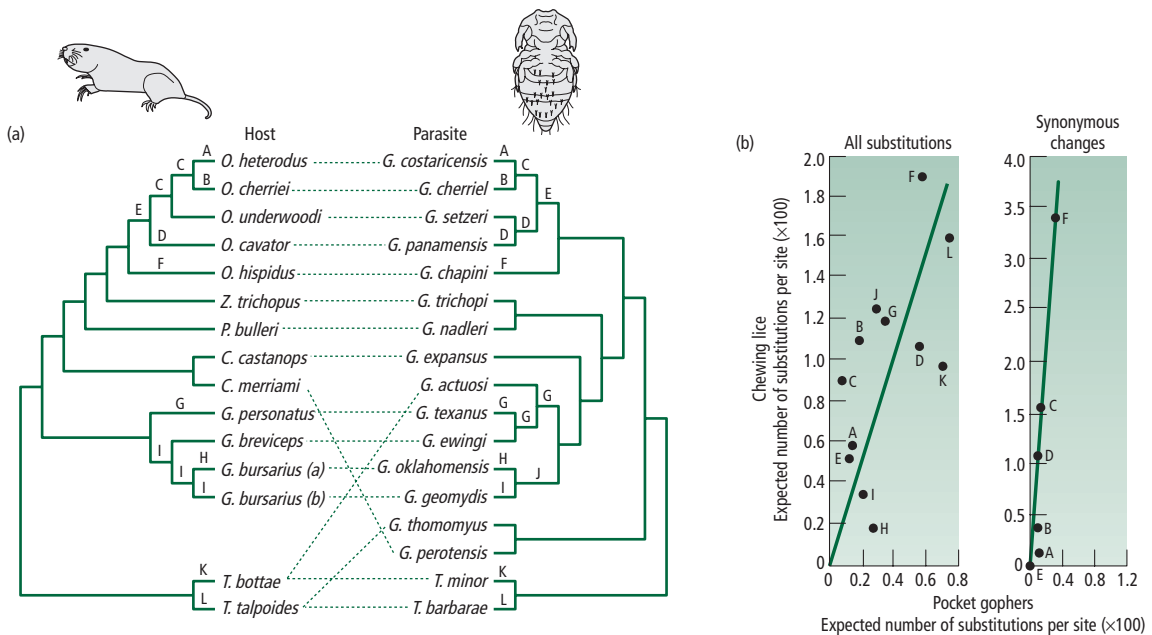 (a)
Host
Parasite
O. heterodus
G. costaricensis
O. cherriei
G. cherriel
O. underwoodi
G. setzeri
O. cavator
G. panamensis
O. hispidus
G. chapini
Z. trichopus
G. trichopi
P. bulleri
G. nadleri
C. castanops
G. expansus
C. merriami
G. actuosi
G. personatus
G. texanus
G. breviceps
G. ewingi
G. bursarius (a)
G. oklahomensis
G. bursarius (b)
G. geomydis
G. thomomyus
G. perotensis
T. bottae
T. minor
T. talpoides
T. barbarae
A
C
B
C
E
D
F
G
I
H
I
I
K
L
A
C
B
E
D
D
F
G
G
G
H
J
I
K
L
(b)
All substitutions
Chewing lice
Expected number of substitutions per site (×100)
2.0
1.8
1.6
1.4
1.2
1.0
0.8
0.6
0.4
0.2
0
F
L
J
G
B
D
K
C
A
E
I
H
0 0.2 0.4 0.6 0.8
Synonymous
changes
4.0
3.5
3.0
2.5
2.0
1.5
1.0
0.5
0
F
C
D
B
A
E
0 0.4 0.8 1.2
Pocket gophers
Expected number of substitutions per site (×100)